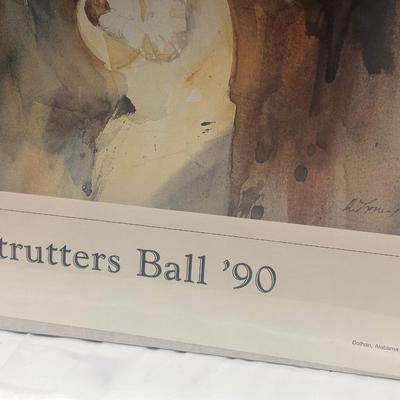 trutters Ball '90
Dothan, Alabama